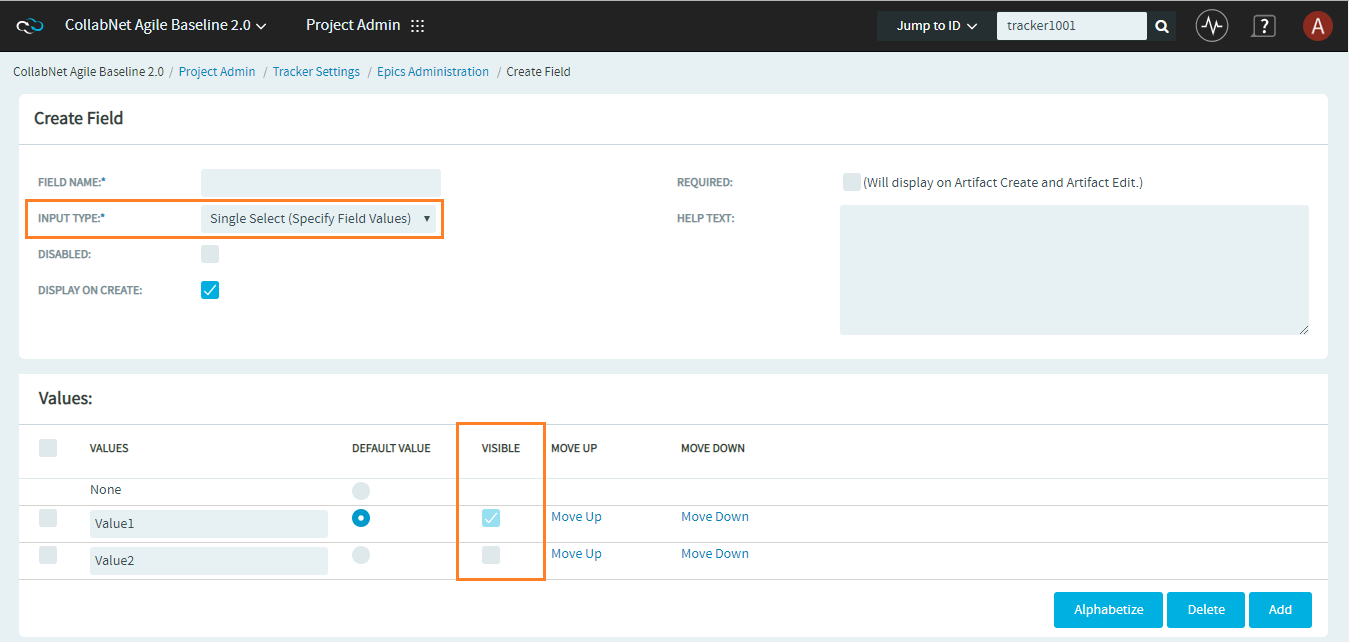 CollabNet Agile Baseline 2.0 Project Admin Jump to ID tracker1001 ? A
CollabNet Agile Baseline 2.0 / Project Admin / Tracker Settings / Epics Administration / Create Field
Create Field
FIELD NAME:* REQUIRED: (Will display on Artifact Create and Artifact Edit.)
INPUT TYPE:* Single Select (Specify Field Values) HELP TEXT:
DISABLED:
DISPLAY ON CREATE:
Values:
VALUES DEFAULT VALUE VISIBLE MOVE UP MOVE DOWN
None
Value1 Move Up Move Down
Value2 Move Up Move Down
Alphabetize Delete Add